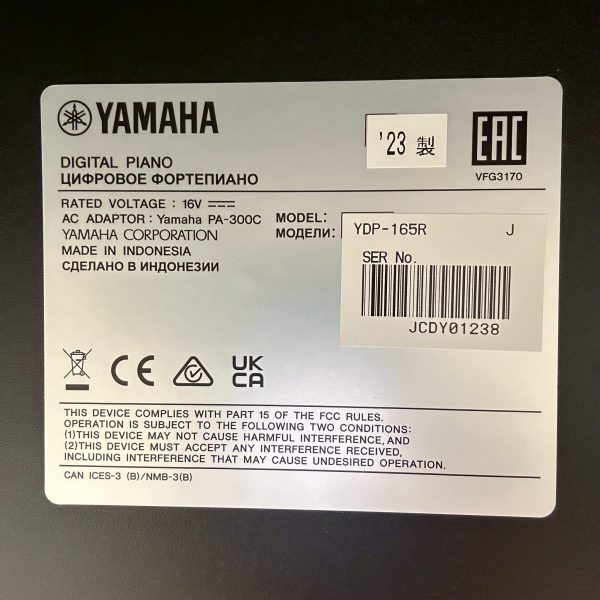 YAMAHA
'23 製
EAC
VFG3170
DIGITAL PIANO
ЦИФРОВОЕ ФОРТЕПИАНО
RATED VOLTAGE : 16V
AC ADAPTOR : Yamaha PA-300C
YAMAHA CORPORATION
MADE IN INDONESIA
СДЕЛАНО В ИНДОНЕЗИИ
MODEL:
МОДЕЛИ:
YDP-165R J
SER No.
JCDY01238
CE
UK
CA
THIS DEVICE COMPLIES WITH PART 15 OF THE FCC RULES.
OPERATION IS SUBJECT TO THE FOLLOWING TWO CONDITIONS:
(1)THIS DEVICE MAY NOT CAUSE HARMFUL INTERFERENCE, AND
(2)THIS DEVICE MUST ACCEPT ANY INTERFERENCE RECEIVED,
INCLUDING INTERFERENCE THAT MAY CAUSE UNDESIRED OPERATION.
CAN ICES-3 (B)/NMB-3(B)